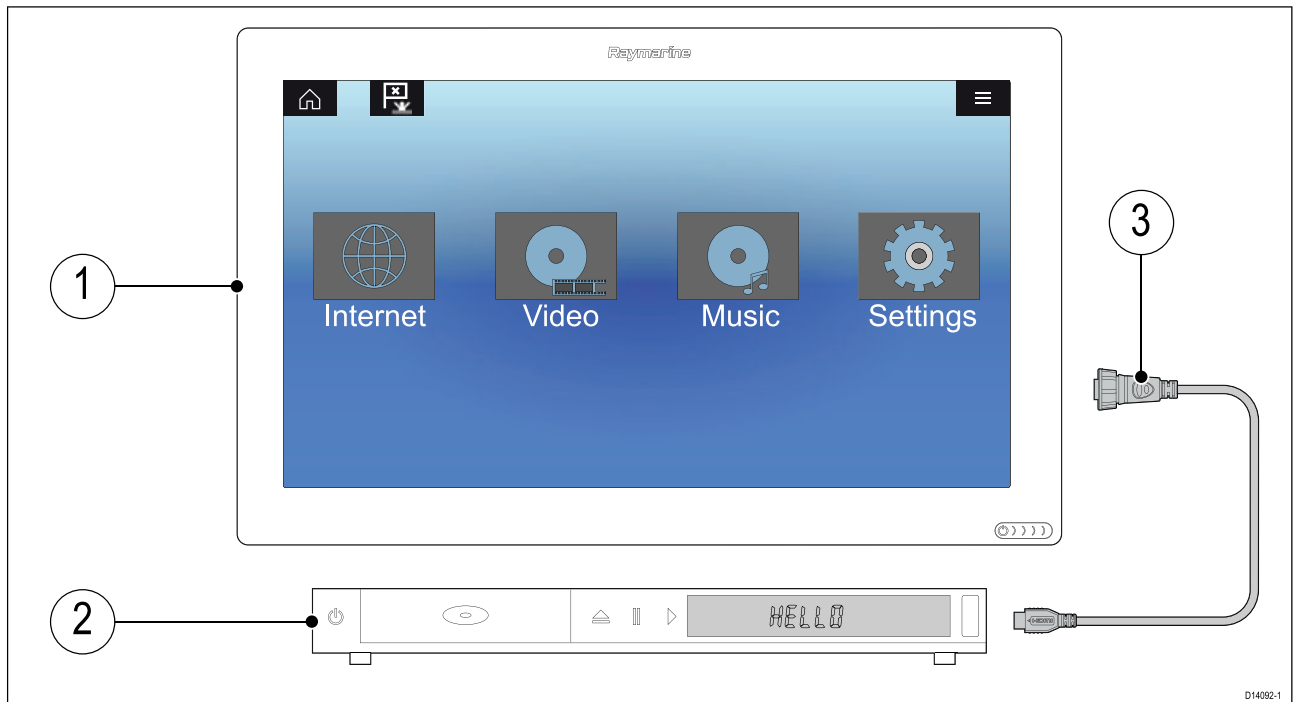 Raymarine
1
Internet
Video
Music
Settings
3
2
HELLO
HDMI
D14092-1